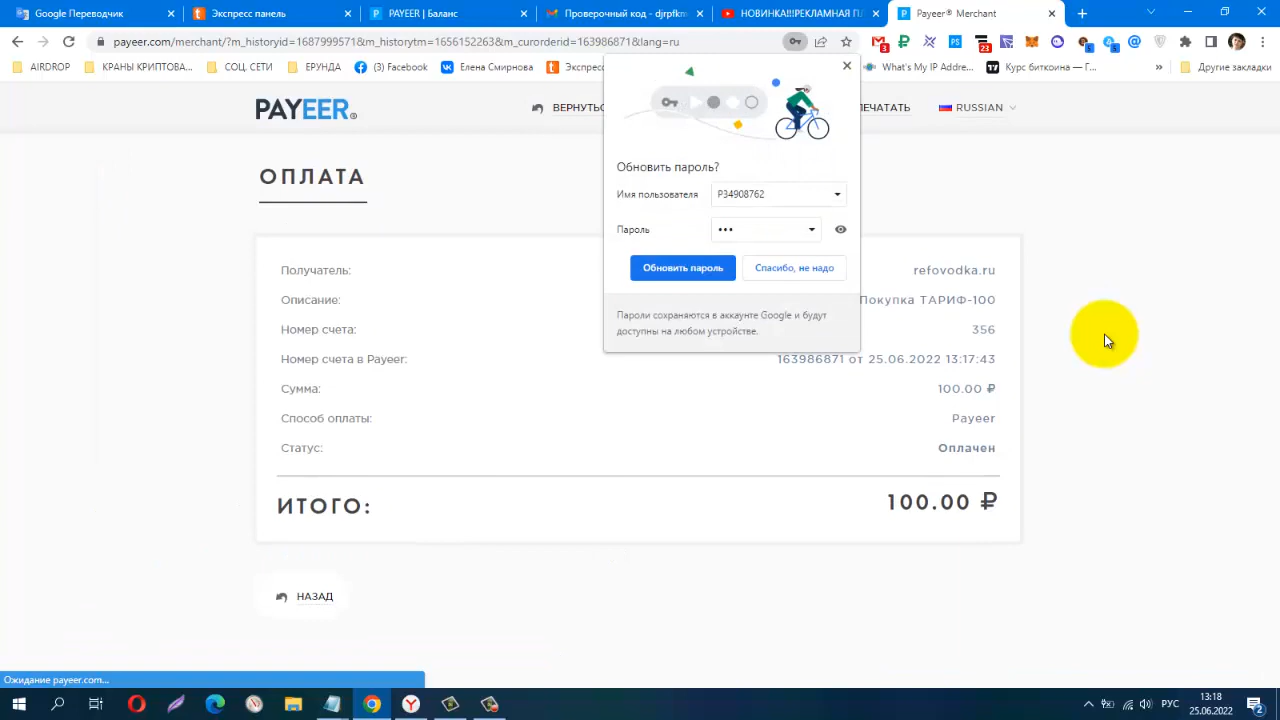 Google Переводчик
Экспресс панель
PAYEER | Баланс
Проверочный код - djrpfkm
НОВИНКА!!!РЕКЛАМНАЯ П
Payeer® Merchant
payeer.com/merchant/?m_historyid=1687999571&m_historytm=1656152263&m_curorderid=163986871&lang=ru
3
23
5
5
AIRDROP
КРАНЫ КРИПТОВА...
СОЦ. СЕТИ
ЕРУНДА
(3) Facebook
Елена Смирнова
Экспресс
What's My IP Addre...
Курс биткоина — Г...
»
Другие закладки
PAYEER®
ВЕРНУТЬС
ПЕЧАТАТЬ
RUSSIAN
Обновить пароль?
Имя пользователя
P34908762
Пароль
•••
Обновить пароль
Спасибо, не надо
Пароли сохраняются в аккаунте Google и будут
доступны на любом устройстве.
ОПЛАТА
Получатель:
refovodka.ru
Описание:
Покупка ТАРИФ-100
Номер счета:
356
Номер счета в Payeer:
163986871 от 25.06.2022 13:17:43
Сумма:
100.00 ₽
Способ оплаты:
Payeer
Статус:
Оплачен
ИТОГО:
100.00 ₽
НАЗАД
Ожидание payeer.com...
РУС
13:18
25.06.2022
2